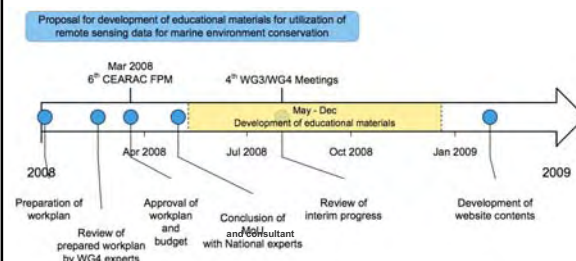 Proposal for development of educational materials for utilization of
remote sensing data for marine environment conservation
Mar 2008
6th CEARAC FPM
4th WG3/WG4 Meetings
May - Dec
Development of educational materials
Apr 2008
Jul 2008
Oct 2008
Jan 2009
2008
2009
Preparation of
workplan
Review of
prepared workplan
by WG4 experts
Approval of
workplan
and
budget
Conclusion of
MoU
and consultant
with National experts
Review of
interim progress
Development of
website contents